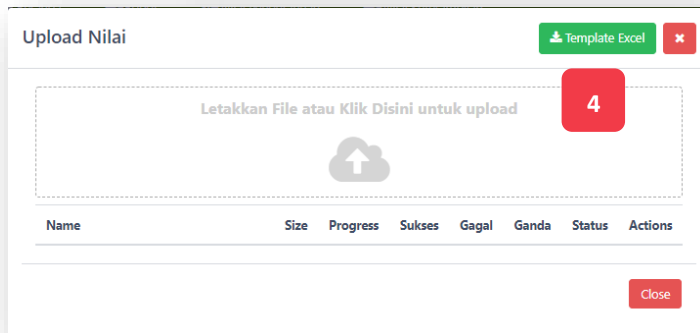 Upload Nilai
Template Excel
Letakkan File atau Klik Disini untuk upload
4
Name Size Progress Sukses Gagal Ganda Status Actions
Close